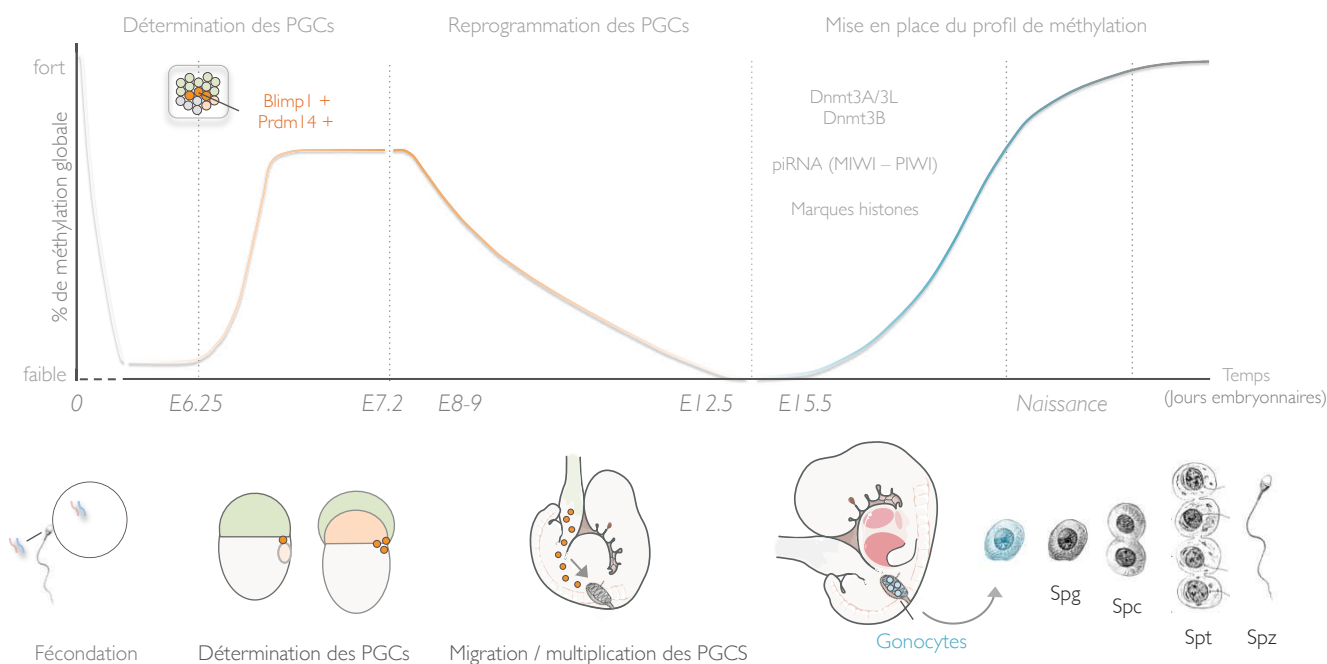 Détermination des PGCs
Reprogrammation des PGCs
Mise en place du profil de méthylation
fort
% de méthylation globale
faible
Blimp1 +
Prdm14 +
Dnmt3A/3L
Dnmt3B
piRNA (MIWI – PIWI)
Marques histones
0
E6.25
E7.2
E8-9
E12.5
E15.5
Naissance
Temps
(Jours embryonnaires)
Gonocytes
Spg
Spc
Spt
Spz
Fécondation
Détermination des PGCs
Migration / multiplication des PGCS